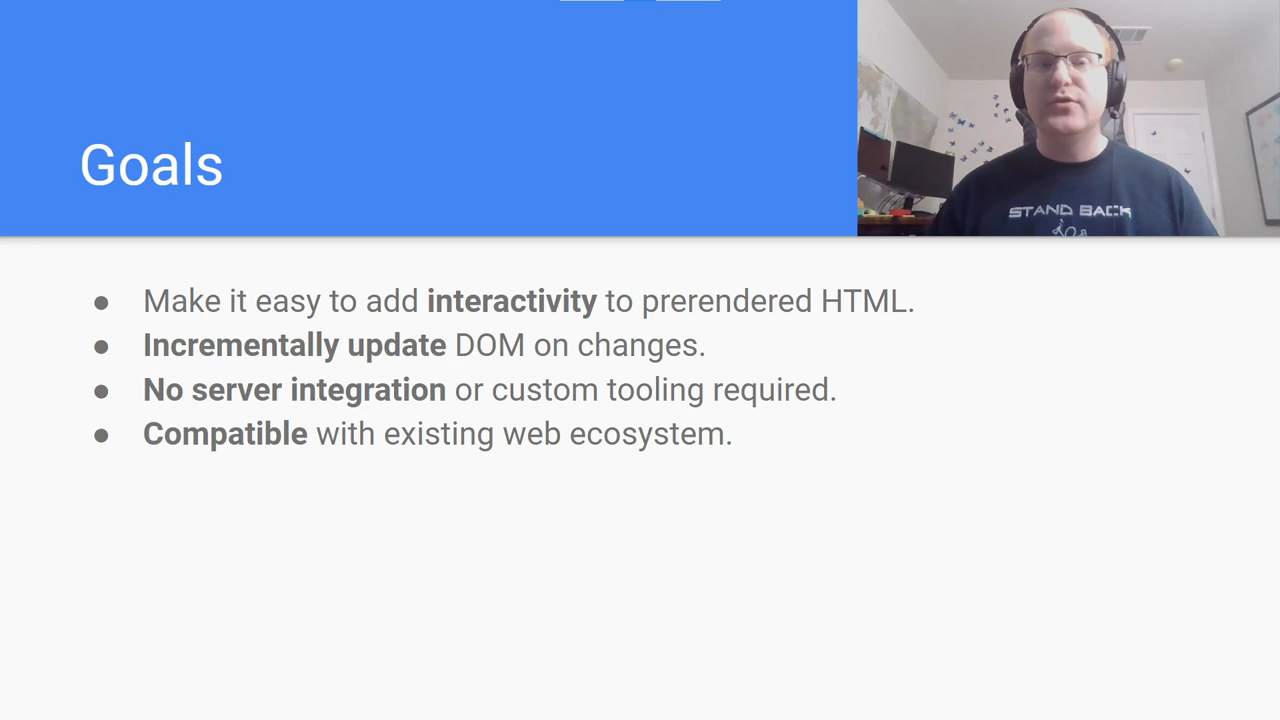 Goals
STAND BACK
Make it easy to add interactivity to prerendered HTML.
Incrementally update DOM on changes.
No server integration or custom tooling required.
Compatible with existing web ecosystem.